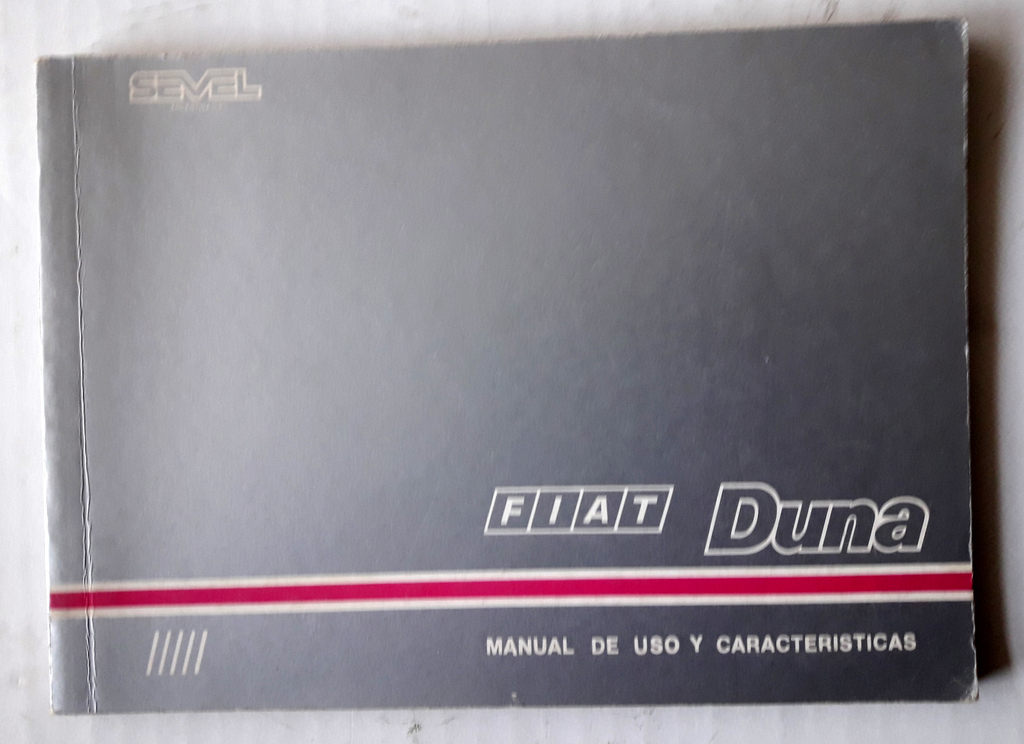 SEVEL
FIAT Duna
MANUAL DE USO Y CARACTERISTICAS